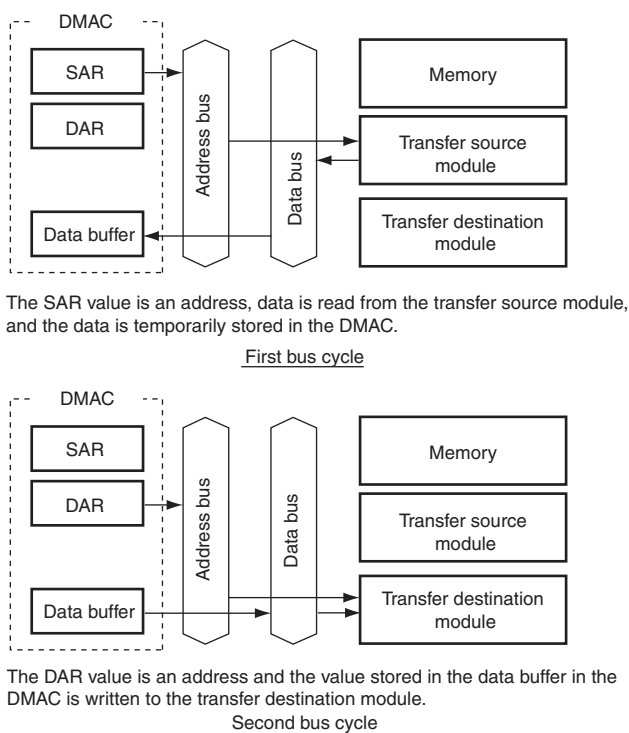 DMAC
SAR
DAR
Data buffer
Address bus
Data bus
Memory
Transfer source
module
Transfer destination
module
The SAR value is an address, data is read from the transfer source module,
and the data is temporarily stored in the DMAC.
First bus cycle
DMAC
SAR
DAR
Data buffer
Address bus
Data bus
Memory
Transfer source
module
Transfer destination
module
The DAR value is an address and the value stored in the data buffer in the
DMAC is written to the transfer destination module.
Second bus cycle